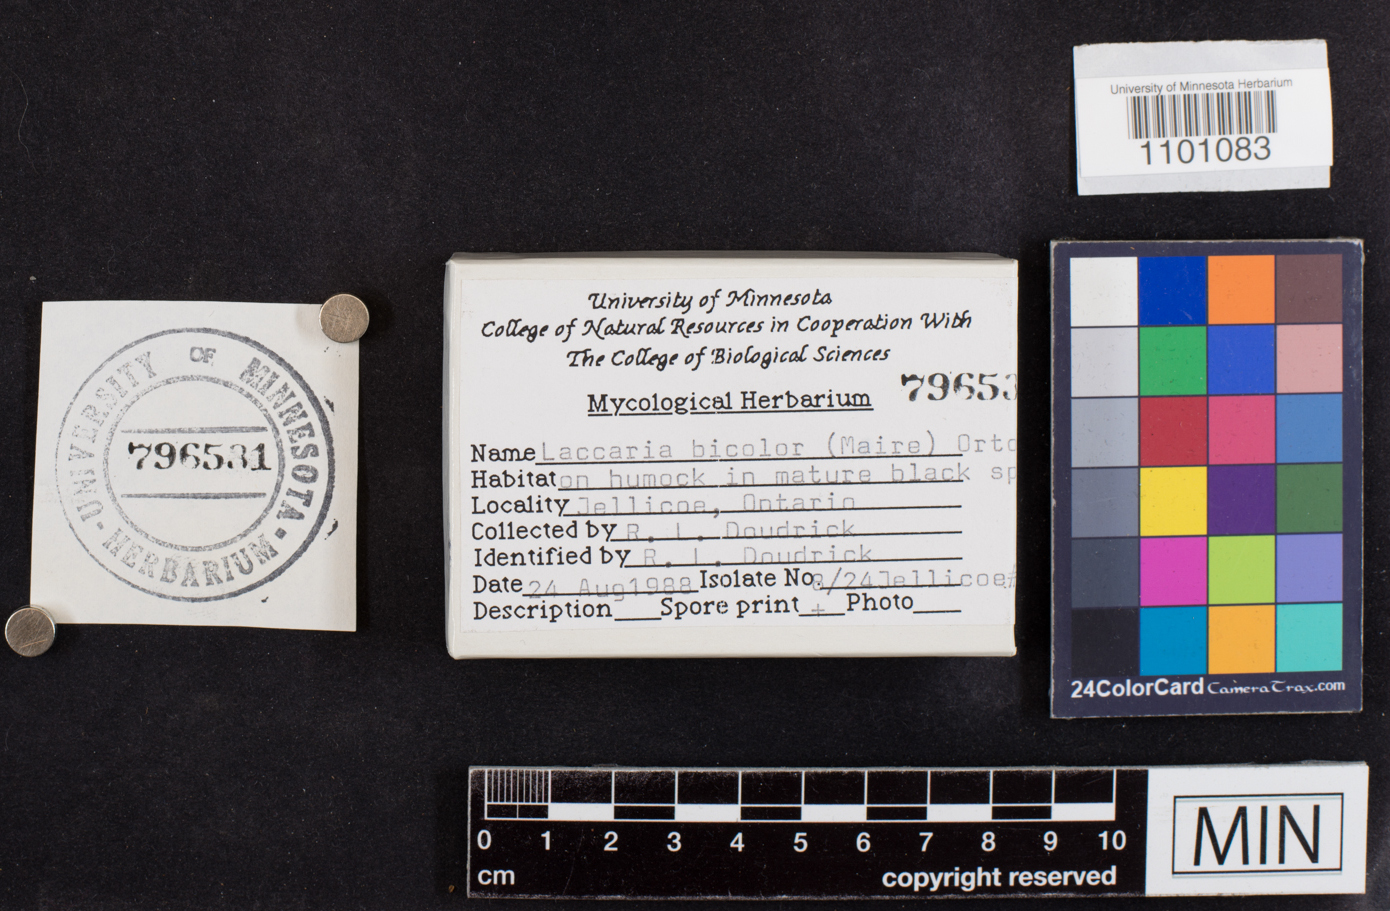 University of Minnesota Herbarium
1101083
UNIVERSITY OF MINNESOTA
796531
- HERBARIUM -
University of Minnesota
College of Natural Resources in Cooperation With
The College of Biological Sciences
79653
Mycological Herbarium
Name Laccaria bicolor (Maire) Orto
Habitat on humock in mature black sp
Locality Jellicoe, Ontario
Collected by R. L. Doudrick
Identified by R. L. Doudrick
Date 24 Aug1988 Isolate No 8/24Jellicoe#
Description Spore print + Photo
24ColorCard CameraTrax.com
0 1 2 3 4 5 6 7 8 9 10
cm copyright reserved
MIN